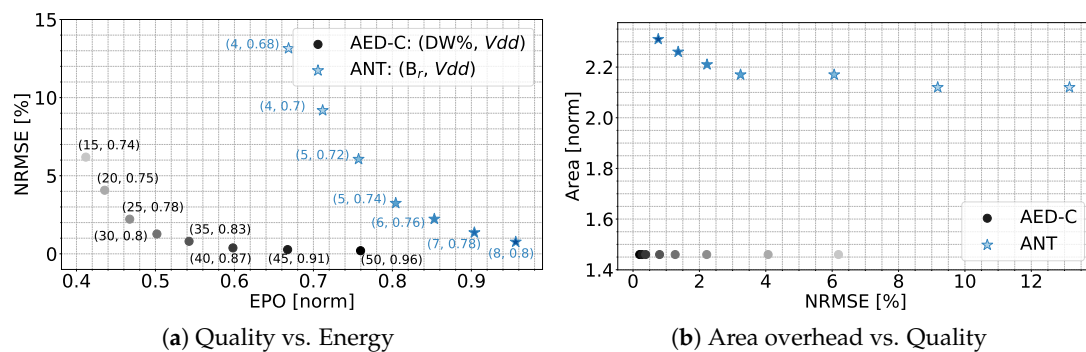 15
10
5
0
NRMSE [%]
(4, 0.68)
AED-C: (DW%, Vdd)
ANT: (Bᵣ, Vdd)
(4, 0.7)
(15, 0.74)
(5, 0.72)
(20, 0.75)
(25, 0.78)
(5, 0.74)
(30, 0.8)
(35, 0.83)
(6, 0.76)
(40, 0.87)
(45, 0.91)
(50, 0.96)
(7, 0.78)
(8, 0.8)
0.4 0.5 0.6 0.7 0.8 0.9
EPO [norm]
(a) Quality vs. Energy
2.2
2.0
1.8
1.6
1.4
Area [norm]
AED-C
ANT
0 2 4 6 8 10 12
NRMSE [%]
(b) Area overhead vs. Quality